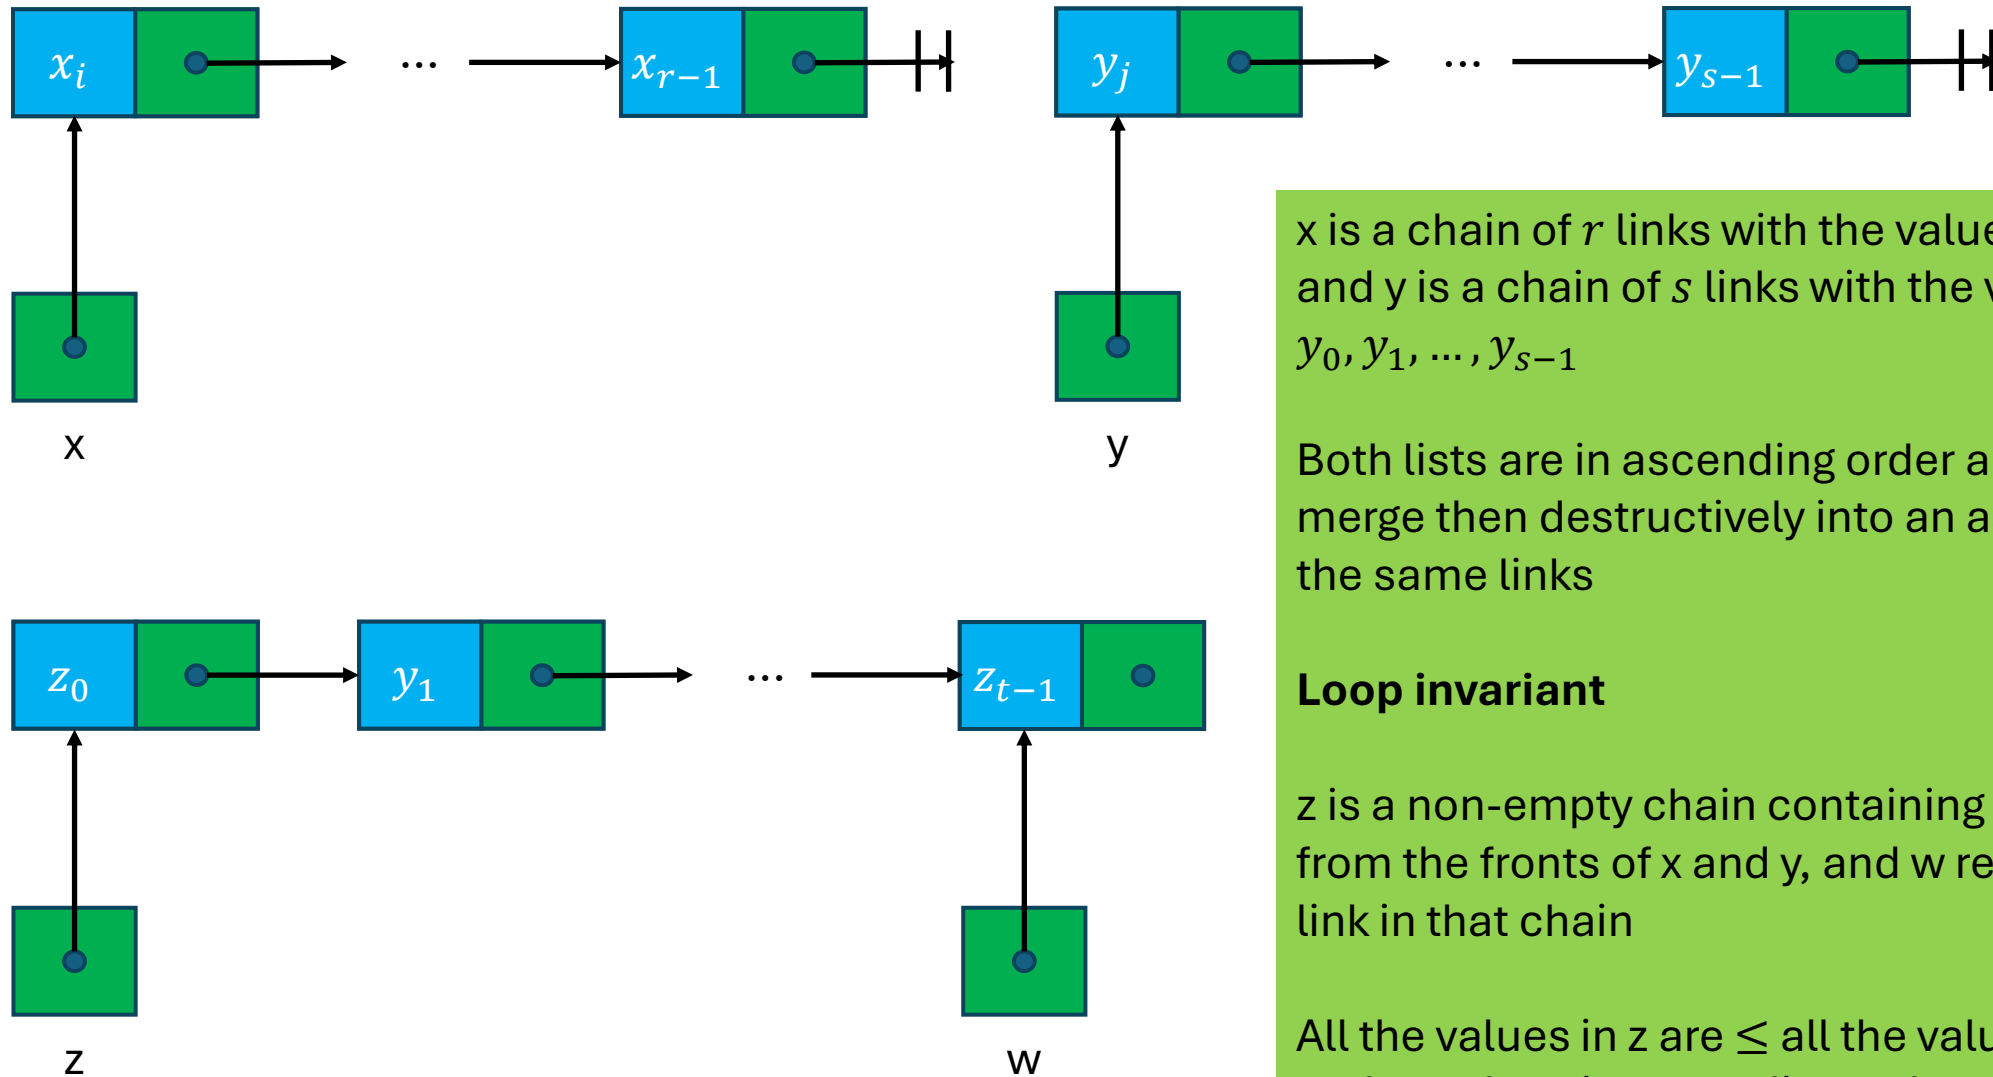 x_i ... x_{r−1} y_j ... y_{s−1}
x y
x is a chain of r links with the value
and y is a chain of s links with the
y_0, y_1, … , y_{s−1}
Both lists are in ascending order
merge then destructively into an
the same links
Loop invariant
z is a non-empty chain containing
from the fronts of x and y, and w
link in that chain
All the values in z are ≤ all the
z_0 y_1 ... z_{t−1}
z w